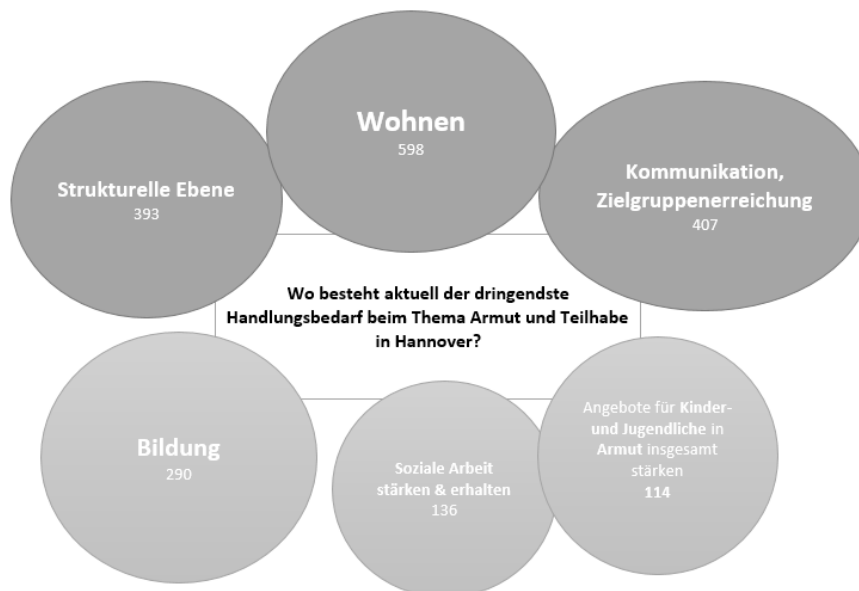 Wohnen
598
Strukturelle Ebene
393
Kommunikation,
Zielgruppenerreichung
407
Wo besteht aktuell der dringendste
Handlungsbedarf beim Thema Armut und Teilhabe
in Hannover?
Bildung
290
Soziale Arbeit
stärken & erhalten
136
Angebote für Kinder-
und Jugendliche in
Armut insgesamt
stärken
114